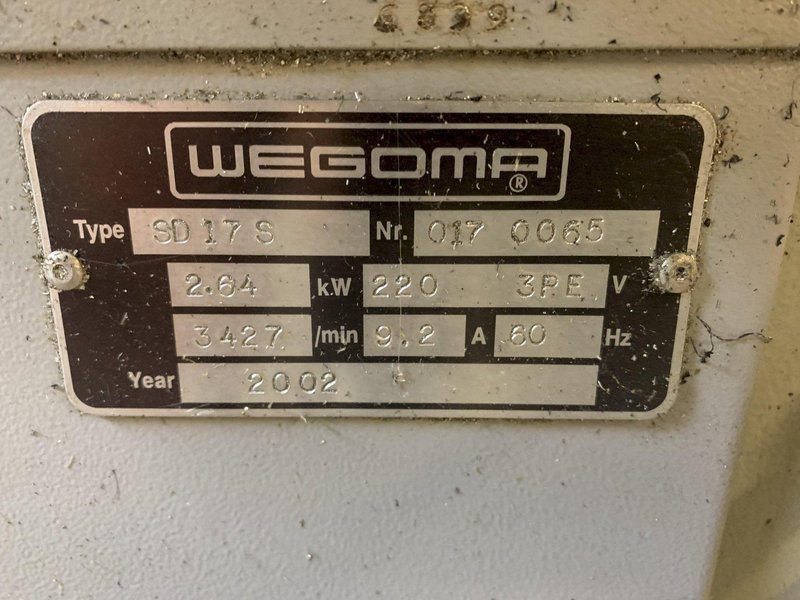 WEGOMA®
Type SD 17 S Nr. 017 0065
2.64 kW 220 3PE V
3427 /min 9.2 A 60 Hz
Year 2002